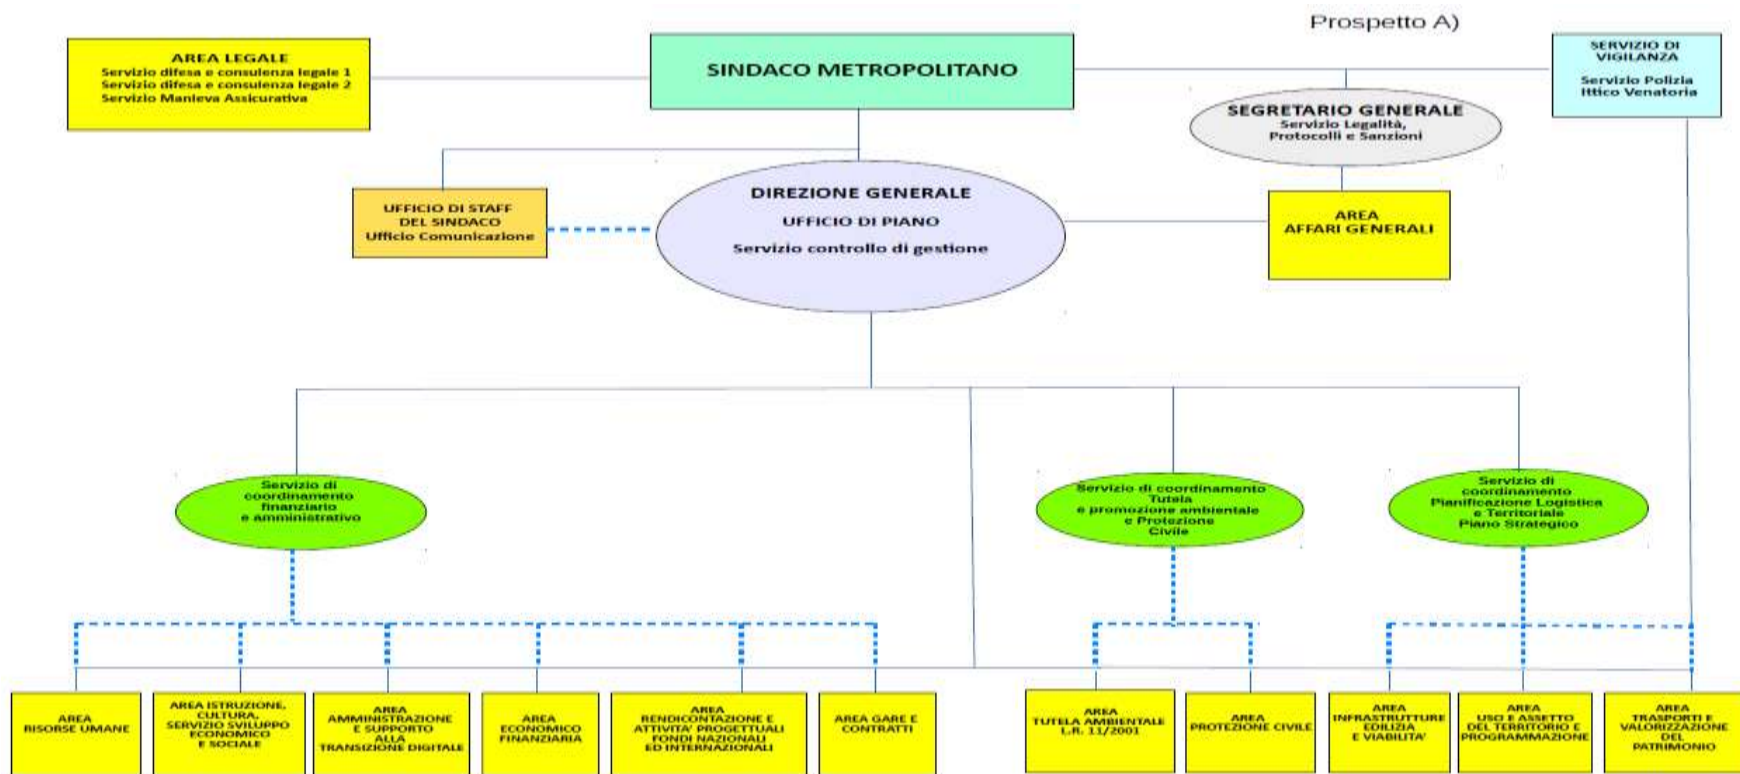 Prospetto A)
AREA LEGALE
Servizio difesa e consulenza legale 1
Servizio difesa e consulenza legale 2
Servizio Manleva Assicurativa
SINDACO METROPOLITANO
SERVIZIO DI
VIGILANZA
Servizio Polizia
Ittico Venatoria
SEGRETARIO GENERALE
Servizio Legalità,
Protocolli e Sanzioni
UFFICIO DI STAFF
DEL SINDACO
Ufficio Comunicazione
DIREZIONE GENERALE
UFFICIO DI PIANO
Servizio controllo di gestione
AREA
AFFARI GENERALI
Servizio di
coordinamento
finanziario
e amministrativo
Servizio di coordinamento
Tutela
e promozione ambientale
e Protezione
Civile
Servizio di
coordinamento
Pianificazione Logistica
e Territoriale
Piano Strategico
AREA
RISORSE UMANE
AREA ISTRUZIONE,
CULTURA,
SERVIZIO SVILUPPO
ECONOMICO
E SOCIALE
AREA
AMMINISTRAZIONE
E SUPPORTO
ALLA
TRANSIZIONE DIGITALE
AREA
ECONOMICO
FINANZIARIA
AREA
RENDICONTAZIONE E
ATTIVITA' PROGETTUALI
FONDI NAZIONALI
ED INTERNAZIONALI
AREA GARE E
CONTRATTI
AREA
TUTELA AMBIENTALE
L.R. 11/2001
AREA
PROTEZIONE CIVILE
AREA
INFRASTRUTTURE
EDILIZIA
E VIABILITA'
AREA
USO E ASSETTO
DEL TERRITORIO E
PROGRAMMAZIONE
AREA
TRASPORTI E
VALORIZZAZIONE
DEL
PATRIMONIO